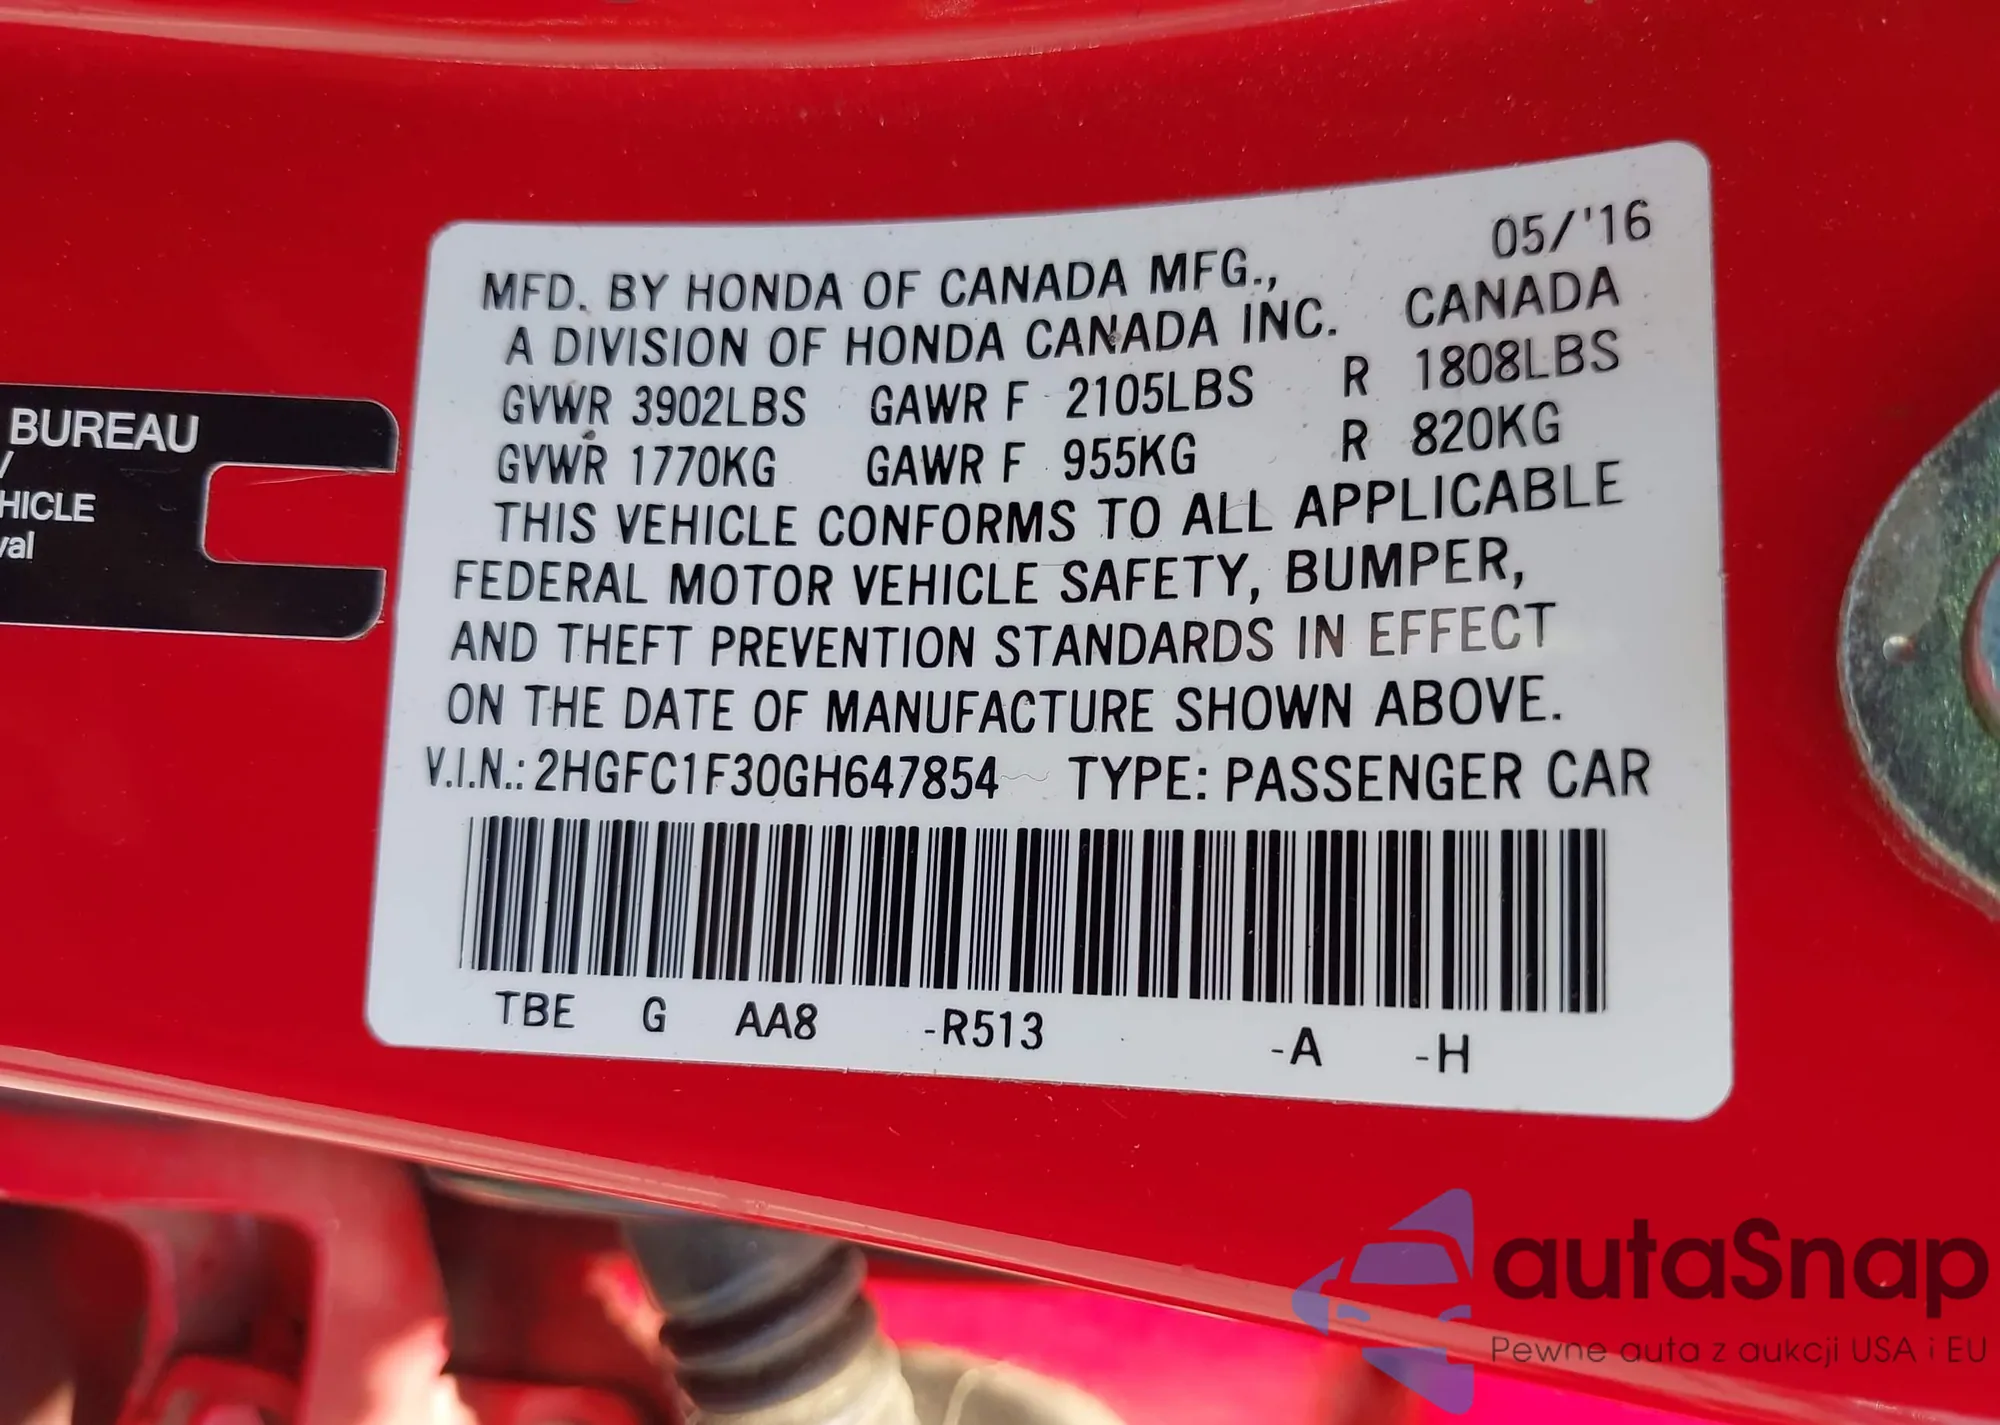 05/'16
MFD. BY HONDA OF CANADA MFG.,
A DIVISION OF HONDA CANADA INC. CANADA
GVWR 3902LBS GAWR F 2105LBS R 1808LBS
GVWR 1770KG GAWR F 955KG R 820KG
THIS VEHICLE CONFORMS TO ALL APPLICABLE
FEDERAL MOTOR VEHICLE SAFETY, BUMPER,
AND THEFT PREVENTION STANDARDS IN EFFECT
ON THE DATE OF MANUFACTURE SHOWN ABOVE.
V.I.N.: 2HGFC1F30GH647854 TYPE: PASSENGER CAR
TBE G AA8 -R513 -A -H
BUREAU
autaSnap
Pewne auta z aukcji USA i EU